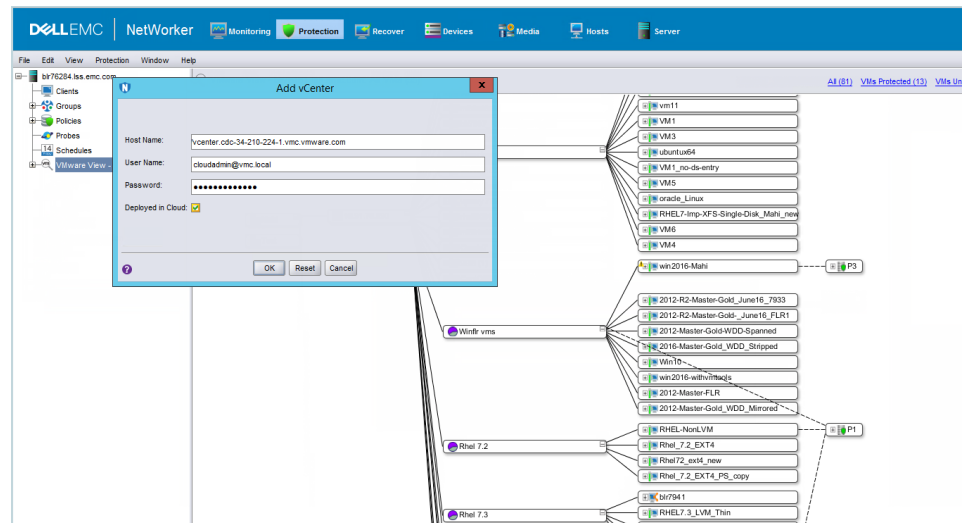 DELLEMC | NetWorker
Monitoring
Protection
Recover
Devices
Media
Hosts
Server
File Edit View Protection Window Help
blr76284.lss.emc.com
Clients
Groups
Policies
Probes
14 Schedules
VMware View -
Add vCenter
Host Name: vcenter.cdc-34-210-224-1.vmc.vmware.com
User Name: cloudadmin@vmc.local
Password: •••••••••••••
Deployed in Cloud:
OK Reset Cancel
All (81) VMs Protected (13) VMs Un
vm11
VM1
VM3
ubuntu64
VM1_no-ds-entry
VM5
oracle_Linux
RHEL7-Imp-XFS-Single-Disk_Mahi_new
VM6
VM4
win2016-Mahi
P3
2012-R2-Master-Gold_June16_7933
2012-R2-Master-Gold-_June16_FLR1
Winflr vms
2012-Master-Gold-WDD-Spanned
2016-Master-Gold_WDD_Stripped
Win10
win2016-withvmtools
2012-Master-FLR
2012-Master-Gold_WDD_Mirrored
RHEL-NonLVM
P1
Rhel 7.2
Rhel_7.2_EXT4
Rhel72_ext4_new
Rhel_7.2_EXT4_PS_copy
blr7941
Rhel 7.3
RHEL7.3_LVM_Thin